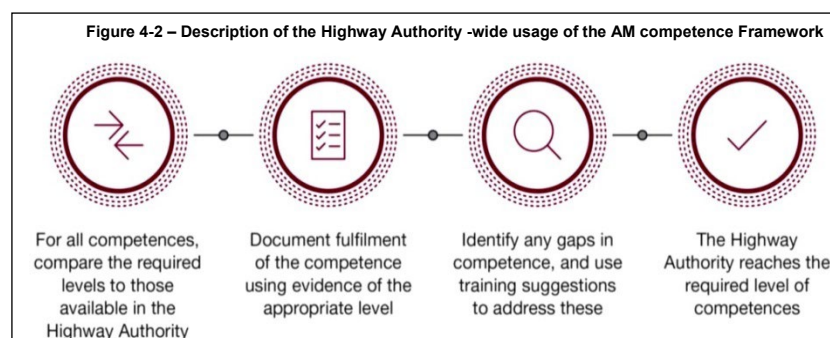 Figure 4-2 – Description of the Highway Authority -wide usage of the AM competence Framework
For all competences,
compare the required
levels to those
available in the
Highway Authority
Document fulfilment
of the competence
using evidence of the
appropriate level
Identify any gaps in
competence, and use
training suggestions
to address these
The Highway
Authority reaches the
required level of
competences